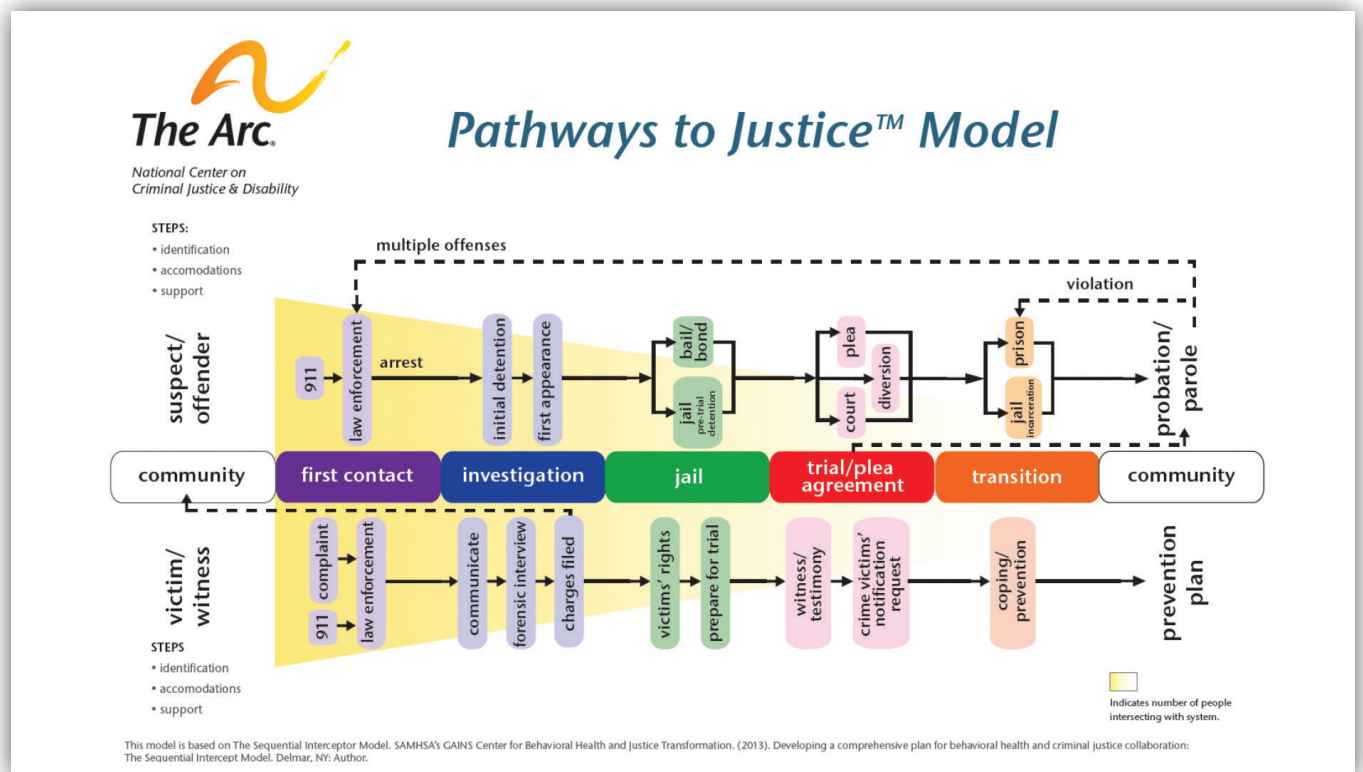 The Arc®
National Center on
Criminal Justice & Disability
Pathways to Justice™ Model
STEPS:
• identification
• accomodations
• support
multiple offenses
violation
suspect/
offender
911
law enforcement
arrest
initial detention
first appearance
bail/
bond
jail
pre-trial
detention
plea
court
diversion
prison
jail
incarceration
probation/
parole
community
first contact
investigation
jail
trial/plea
agreement
transition
community
victim/
witness
complaint
911
law enforcement
communicate
forensic interview
charges filed
victims' rights
prepare for trial
witness/
testimony
crime victims'
notification
request
coping/
prevention
prevention
plan
STEPS
• identification
• accomodations
• support
Indicates number of people
intersecting with system.
This model is based on The Sequential Interceptor Model. SAMHSA's GAINS Center for Behavioral Health and Justice Transformation. (2013). Developing a comprehensive plan for behavioral health and criminal justice collaboration:
The Sequential Intercept Model. Delmar, NY: Author.